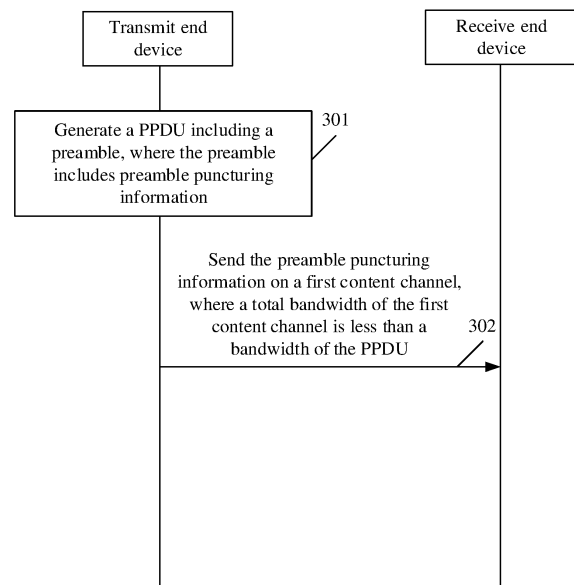 Transmit end
device
Receive end
device
301
Generate a PPDU including a
preamble, where the preamble
includes preamble puncturing
information
Send the preamble puncturing
information on a first content channel,
where a total bandwidth of the first
content channel is less than a
bandwidth of the PPDU
302